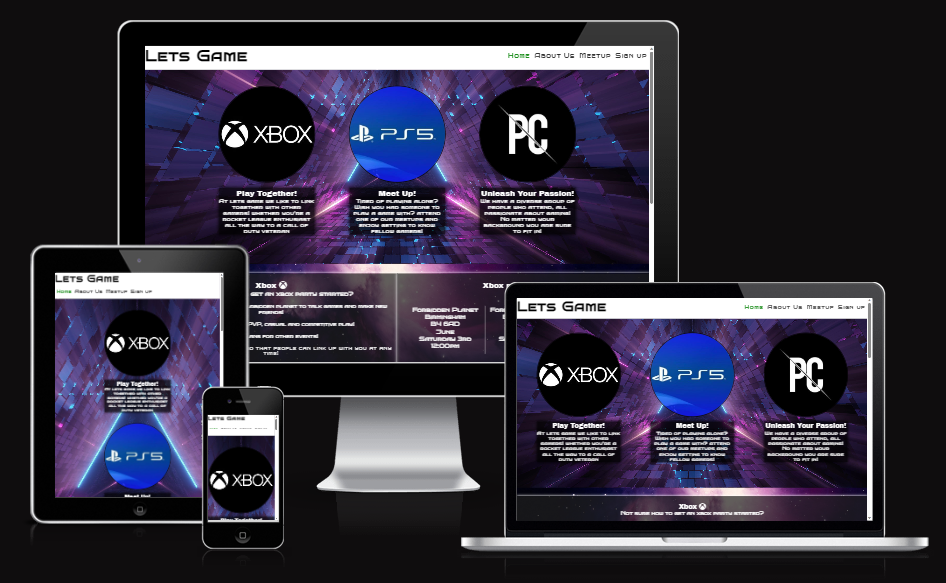 Lets Game
Home About Us Meetup Sign up
XBOX
PS5
PC
Play Together!
At lets game we like to link
together with other
gamers! whether you're a
rocket league enthusiast
all the way to a call of
duty veteran
Meet Up!
Tired of playing alone?
Wish you had someone to
play a game with? attend
one of our meetups and
enjoy getting to know
fellow gamers!
Unleash Your Passion!
We have a diverse group of
people who attend, all
passionate about gaming!
No matter your
background you are sure
to fit in!
Xbox
get an xbox party started?
forbidden planet to talk games and make new
friends!
PVP, casual and competitive play!
ans for other events!
d that people can link up with you at any
time!
Xbox
Forbidden Planet
Birmingham
B4 6AD
June
Saturday 3rd
12:00pm
Lets Game
Home About Us Meetup Sign up
XBOX
Play Together!
At lets game we like to link
together with other
gamers! whether you're a
rocket league enthusiast
all the way to a call of
duty veteran
PS5
Meet Up!
Lets Game
XBOX
Play Together!
Lets Game
Home About Us Meetup Sign up
XBOX
PS5
PC
Play Together!
At lets game we like to link
together with other
gamers! whether you're a
rocket league enthusiast
all the way to a call of
duty veteran
Meet Up!
Tired of playing alone?
Wish you had someone to
play a game with? attend
one of our meetups and
enjoy getting to know
fellow gamers!
Unleash Your Passion!
We have a diverse group of
people who attend, all
passionate about gaming!
No matter your
background you are sure
to fit in!
Xbox
Not sure how to get an xbox party started?